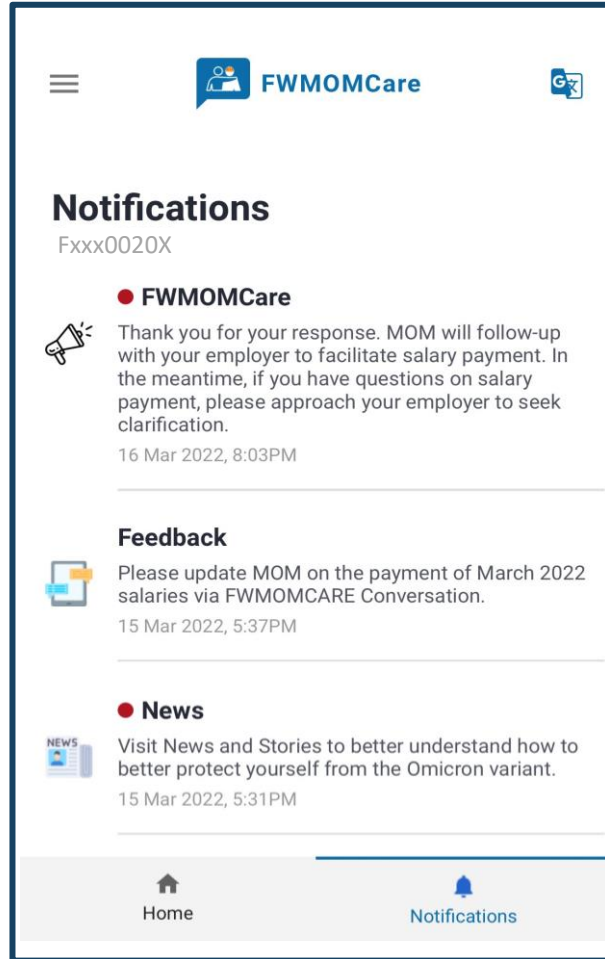 FWMOMCare
Notifications
Fxxx0020X
FWMOMCare
Thank you for your response. MOM will follow-up
with your employer to facilitate salary payment. In
the meantime, if you have questions on salary
payment, please approach your employer to seek
clarification.
16 Mar 2022, 8:03PM
Feedback
Please update MOM on the payment of March 2022
salaries via FWMOMCARE Conversation.
15 Mar 2022, 5:37PM
News
NEWS
Visit News and Stories to better understand how to
better protect yourself from the Omicron variant.
15 Mar 2022, 5:31PM
Home
Notifications